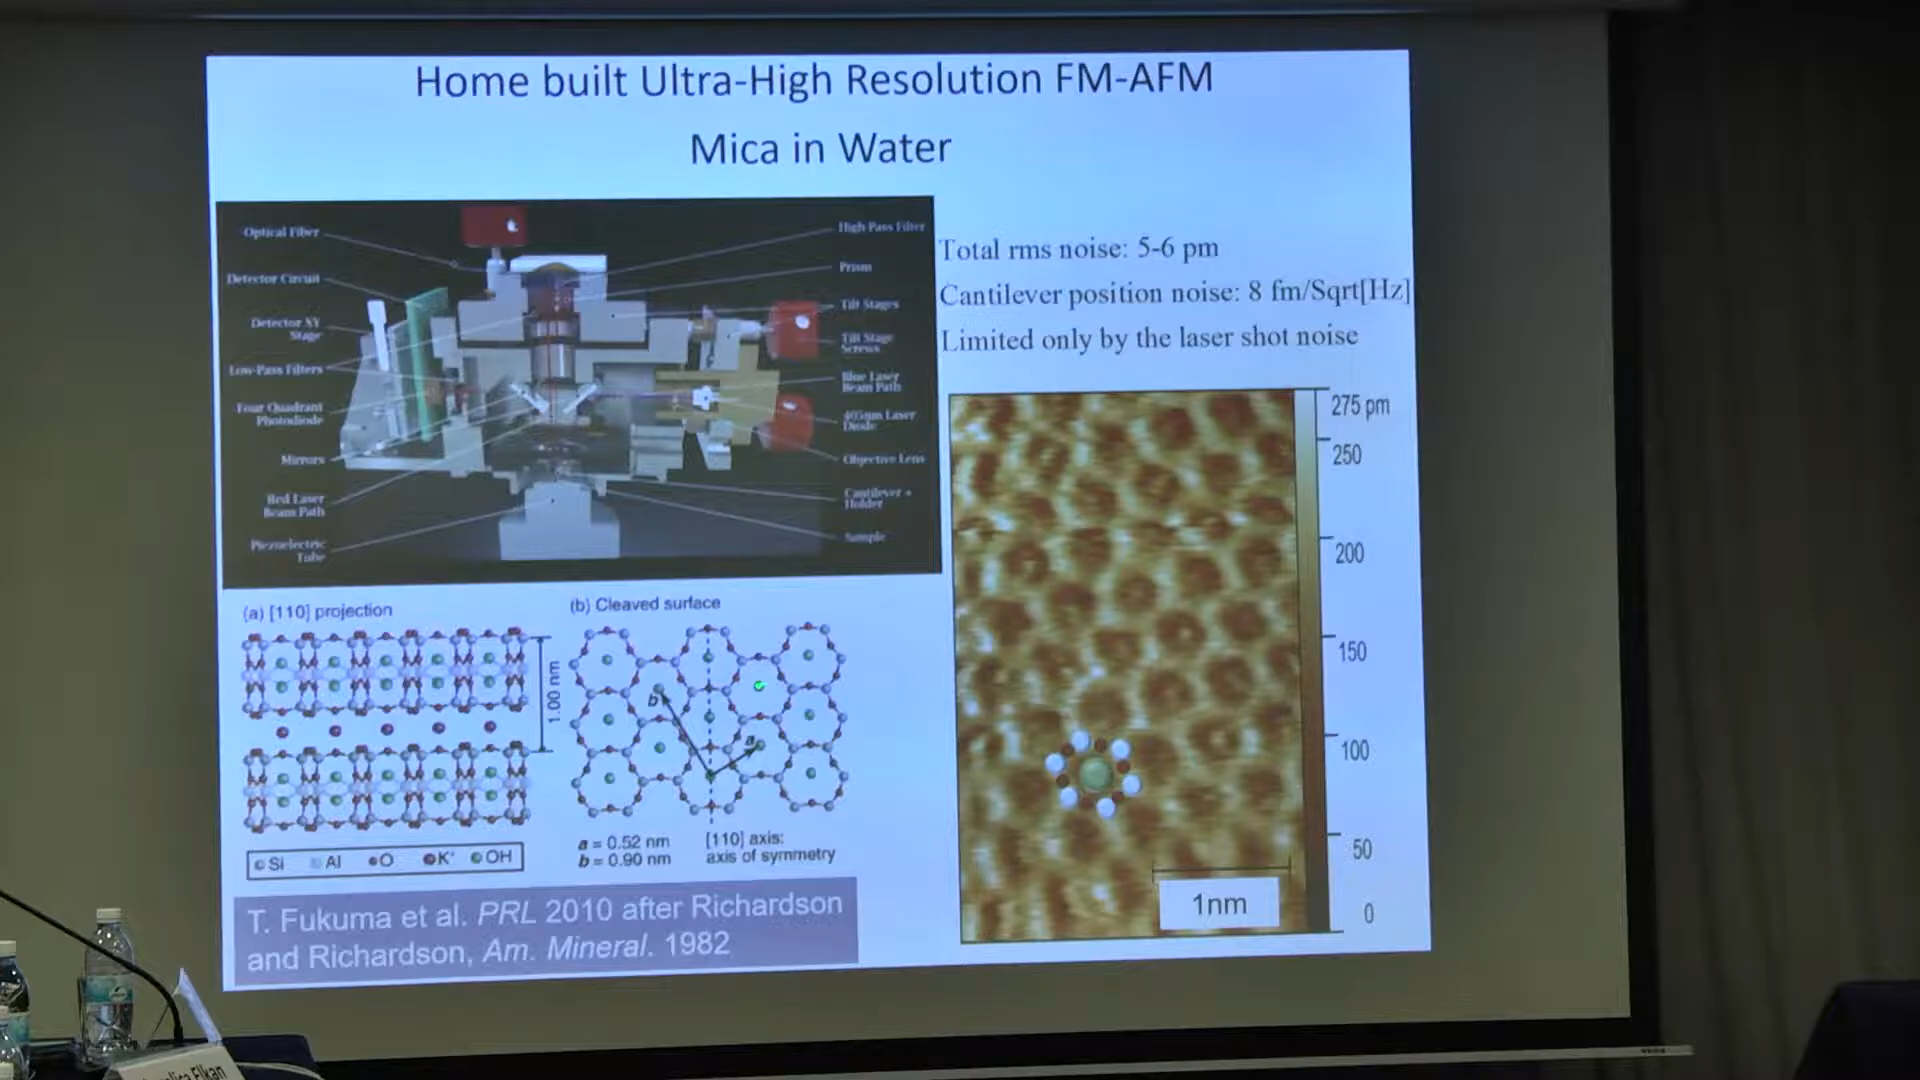 Home built Ultra-High Resolution FM-AFM
Mica in Water
Optical Fiber
Detector Circuit
Detector XY
Stage
Low-Pass Filters
Four Quadrant
Photodiode
Mirrors
Red Laser
Beam Path
Piezoelectric
Tube
High Pass Filter
Prism
Tilt Stages
Tilt Stage
Screws
Blue Laser
Beam Path
405nm Laser
Diode
Objective Lens
Cantilever +
Holder
Sample
Total rms noise: 5-6 pm
Cantilever position noise: 8 fm/Sqrt[Hz]
Limited only by the laser shot noise
275 pm
250
200
150
100
50
0
1nm
(a) [110] projection
1.00 nm
Si Al O K+ OH
(b) Cleaved surface
b
a
a = 0.52 nm
b = 0.90 nm
[110] axis:
axis of symmetry
T. Fukuma et al. PRL 2010 after Richardson
and Richardson, Am. Mineral. 1982
Elkan